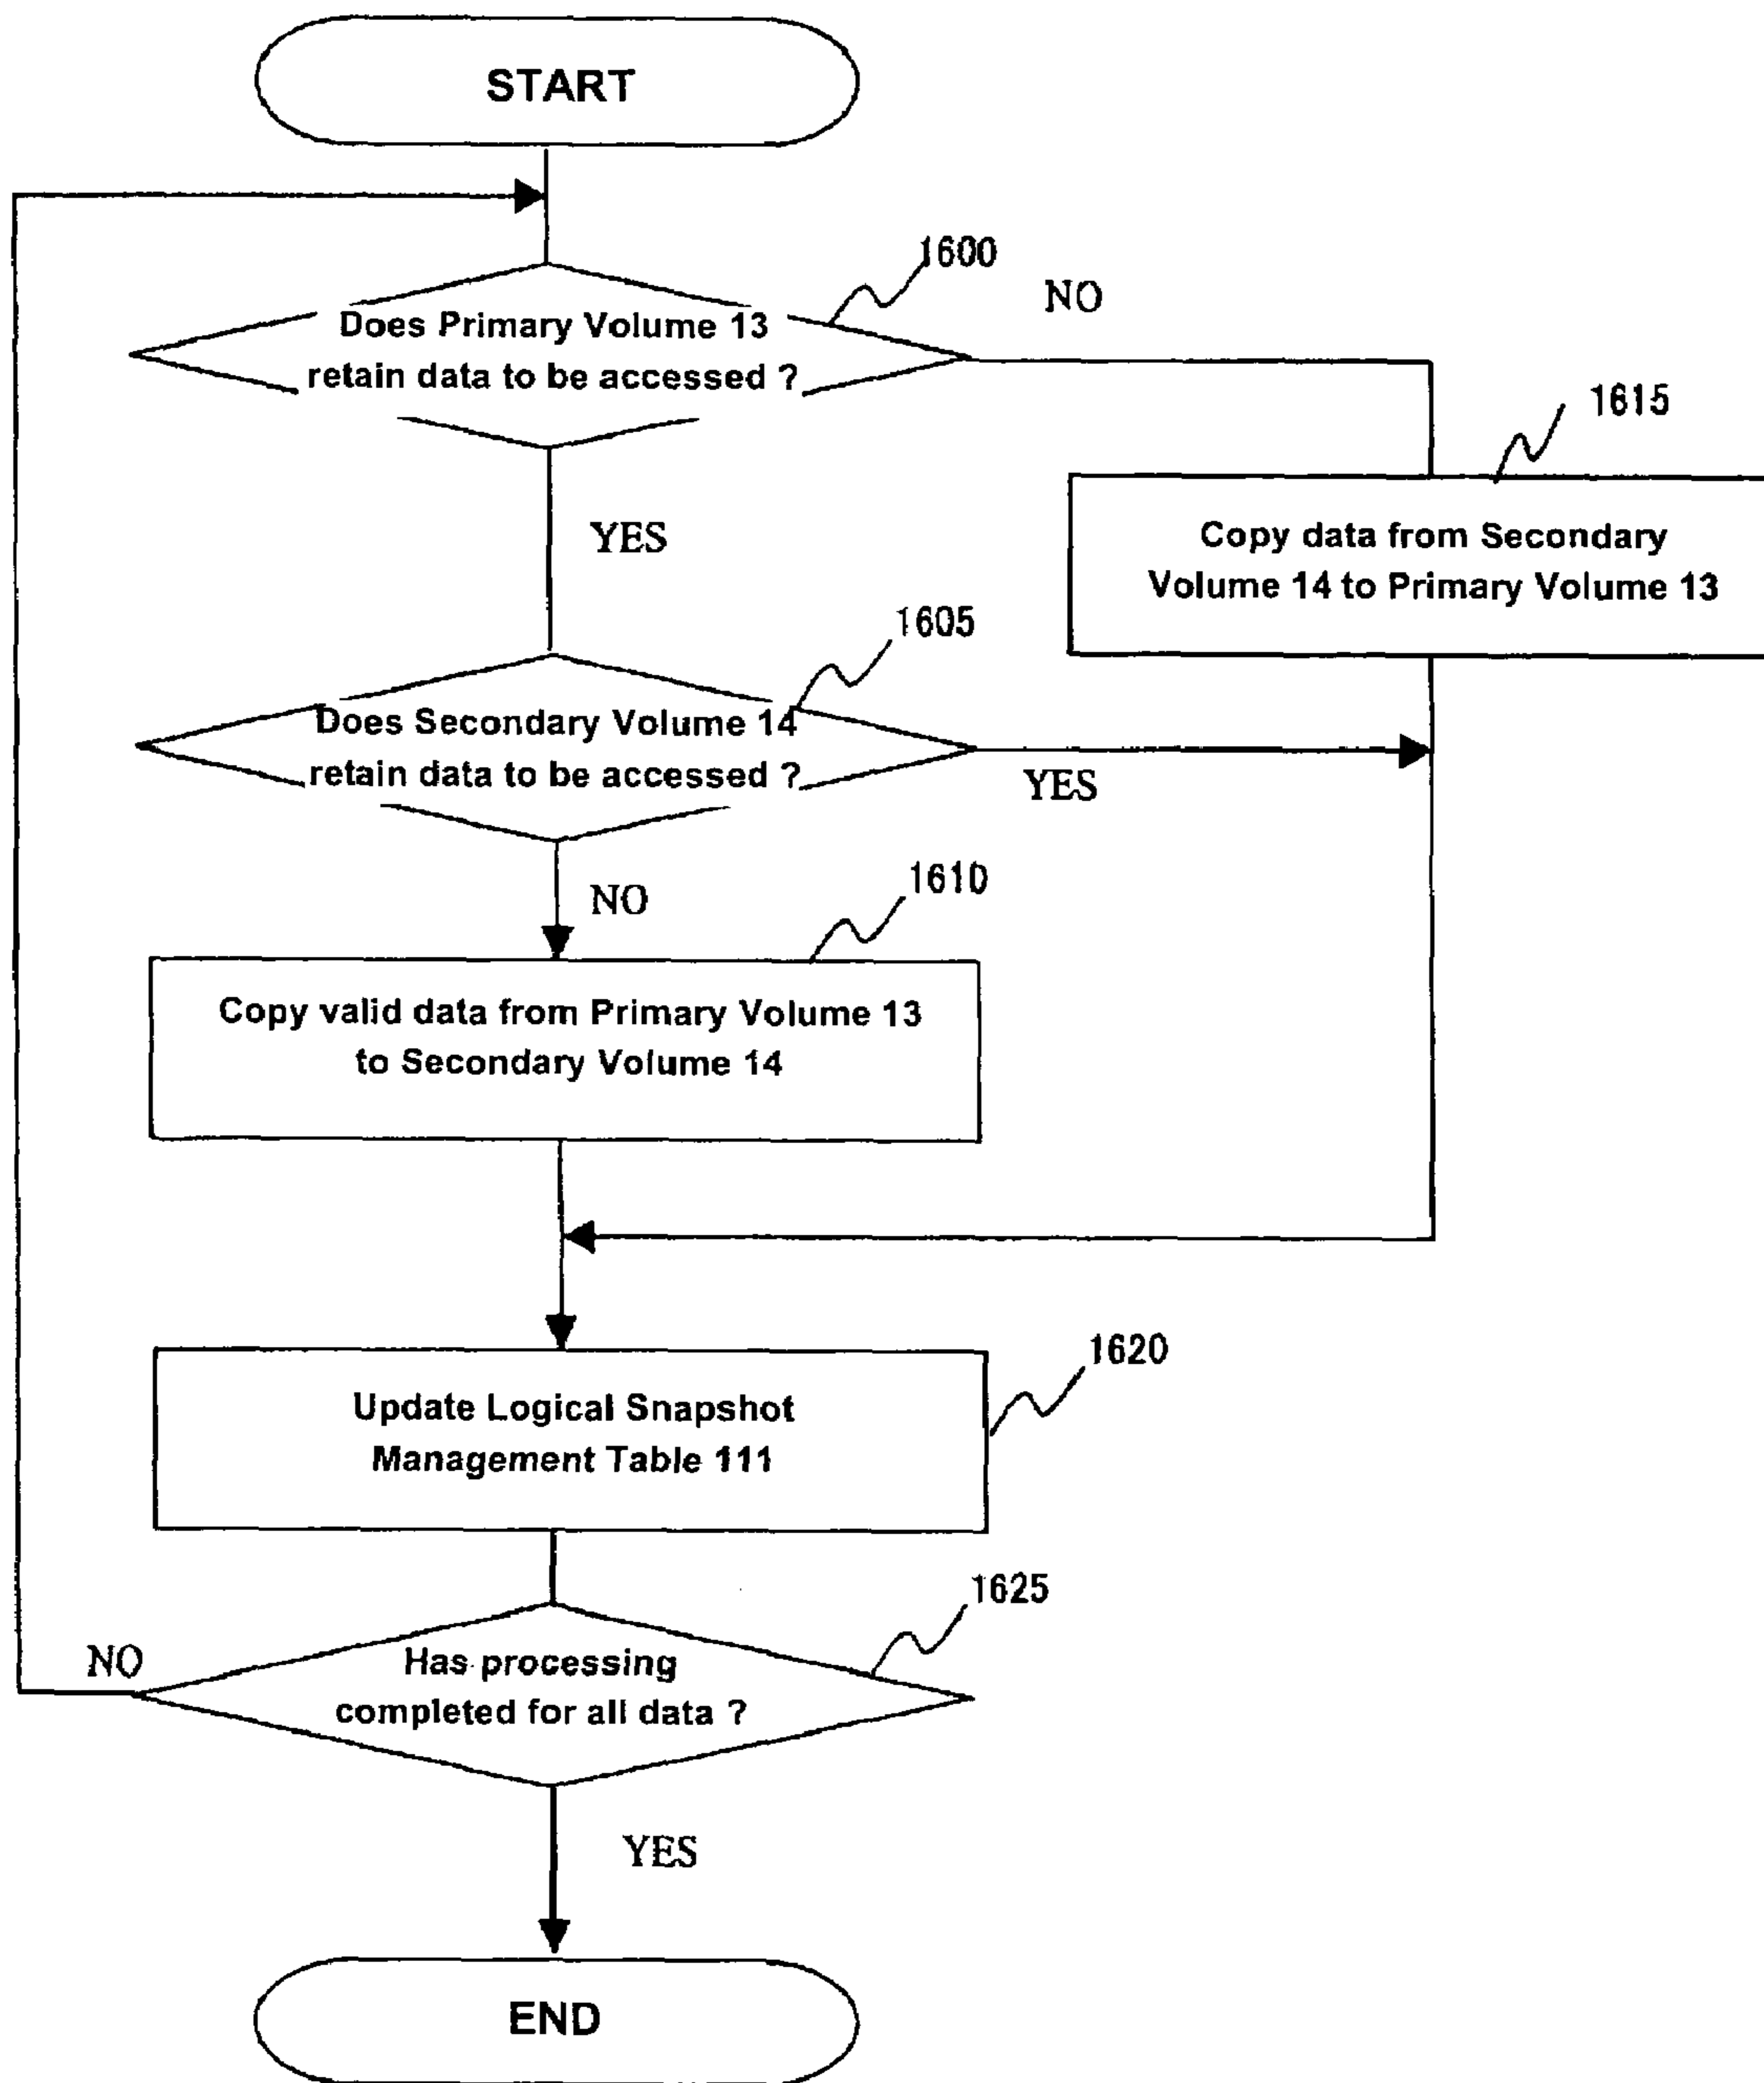 START
1600
NO
Does Primary Volume 13
retain data to be accessed ?
1615
YES
Copy data from Secondary
Volume 14 to Primary Volume 13
1605
Does Secondary Volume 14
retain data to be accessed ?
YES
NO
1610
Copy valid data from Primary Volume 13
to Secondary Volume 14
1620
Update Logical Snapshot
Management Table 111
1625
NO
Has processing
completed for all data ?
YES
END